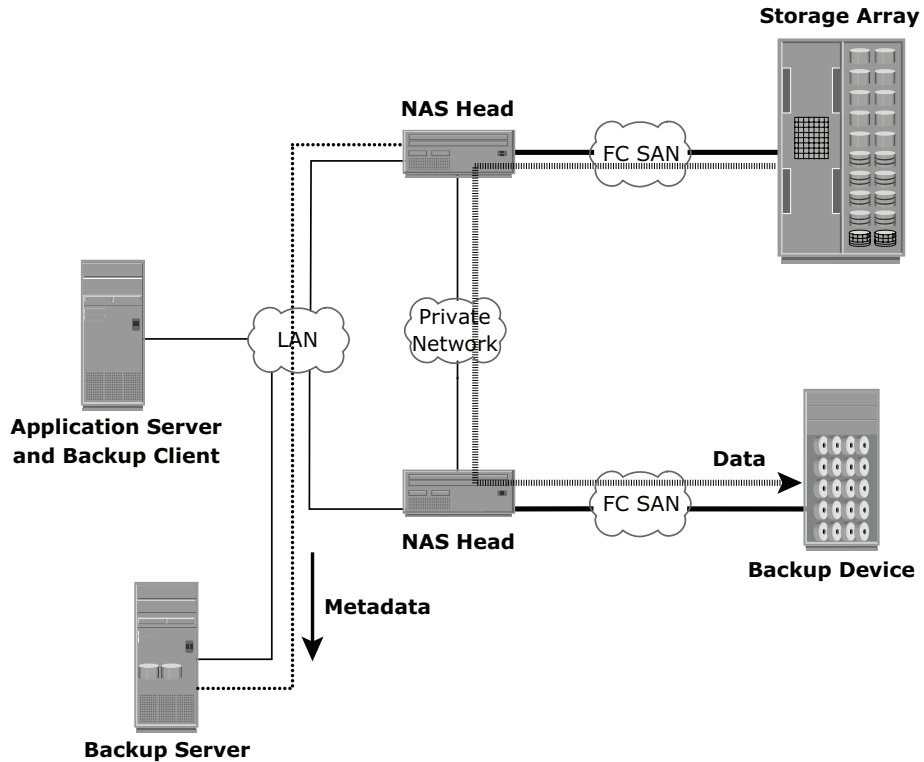 Storage Array
NAS Head
FC SAN
Private
Network
LAN
Application Server
and Backup Client
Data
FC SAN
NAS Head
Backup Device
Metadata
Backup Server